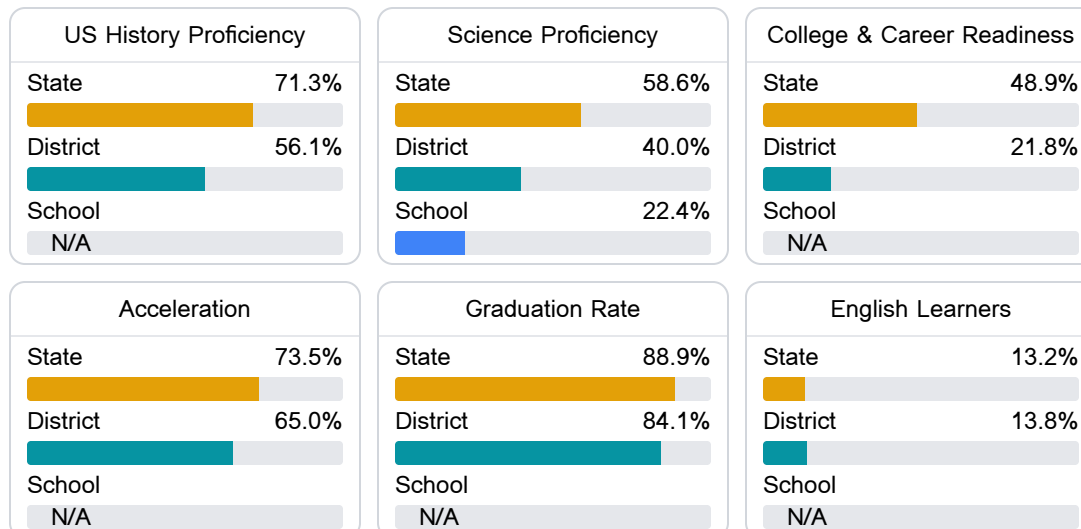 US History Proficiency
State 71.3%
District 56.1%
School
N/A
Science Proficiency
State 58.6%
District 40.0%
School 22.4%
College & Career Readiness
State 48.9%
District 21.8%
School
N/A
Acceleration
State 73.5%
District 65.0%
School
N/A
Graduation Rate
State 88.9%
District 84.1%
School
N/A
English Learners
State 13.2%
District 13.8%
School
N/A